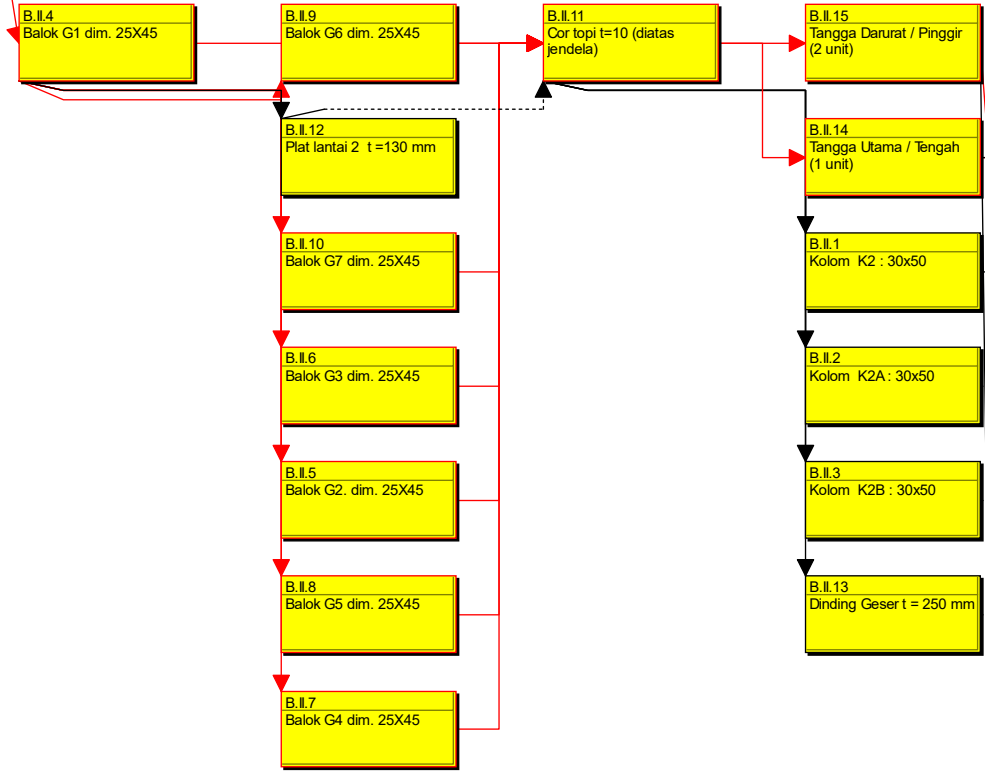 B.II.4
Balok G1 dim. 25X45
B.II.9
Balok G6 dim. 25X45
B.II.12
Plat lantai 2  t =130 mm
B.II.10
Balok G7 dim. 25X45
B.II.6
Balok G3 dim. 25X45
B.II.5
Balok G2. dim. 25X45
B.II.8
Balok G5 dim. 25X45
B.II.7
Balok G4 dim. 25X45
B.II.11
Cor topi t=10 (diatas
jendela)
B.II.15
Tangga Darurat / Pinggir
(2 unit)
B.II.14
Tangga Utama / Tengah
(1 unit)
B.II.1
Kolom  K2 : 30x50
B.II.2
Kolom  K2A : 30x50
B.II.3
Kolom  K2B : 30x50
B.II.13
Dinding Geser t = 250 mm